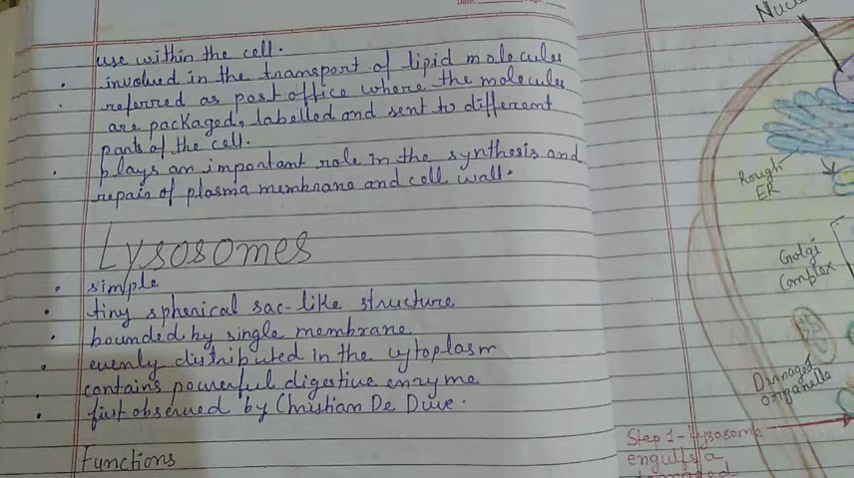 use within the cell.
· involved in the transport of lipid molecules
· referred as post office where the molecules
are packaged, labelled and sent to different
parts of the cell.
· plays an important role in the synthesis and
repair of plasma membrane and cell wall.
Lysosomes
· simple
· tiny spherical sac-like structure
· bounded by single membrane
· evenly distributed in the cytoplasm
· contains powerful digestive enzyme
· first observed by Christian De Duve.
Functions
Rough
ER
Golgi
Complex
Damaged
organelle
Step 1- Lysosome
engulfs a
damaged